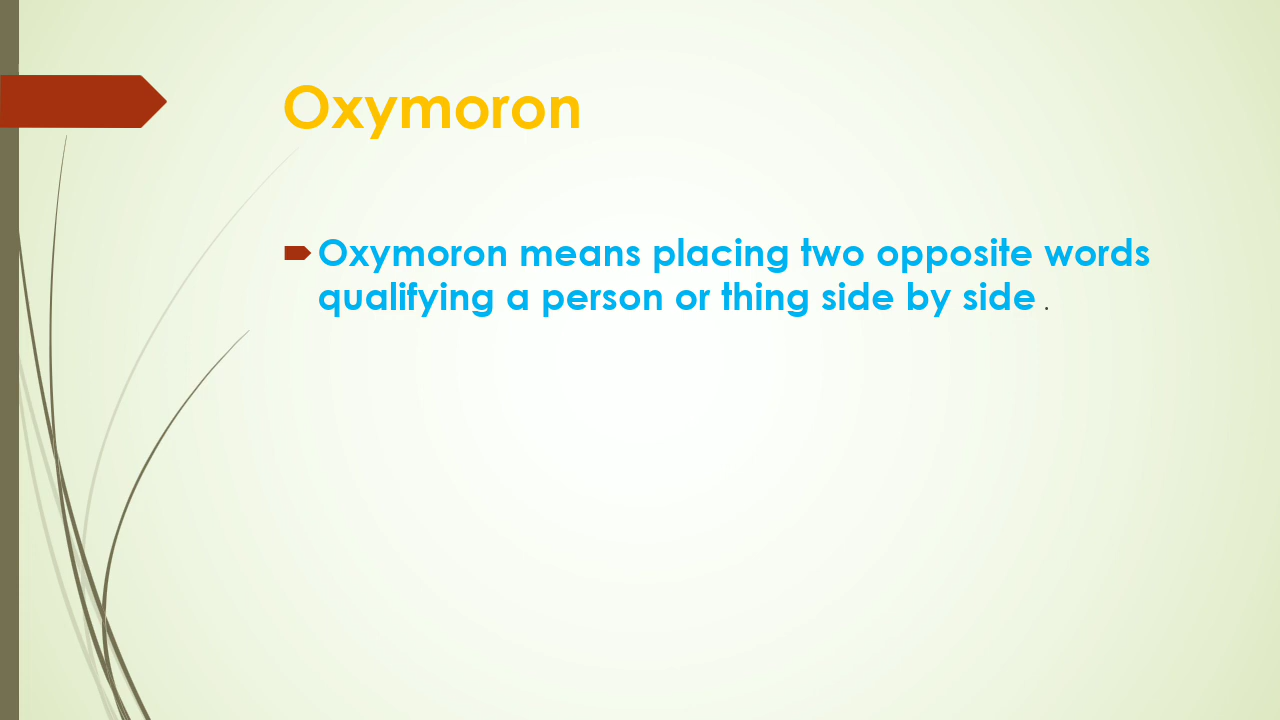 Oxymoron
Oxymoron means placing two opposite words
qualifying a person or thing side by side .